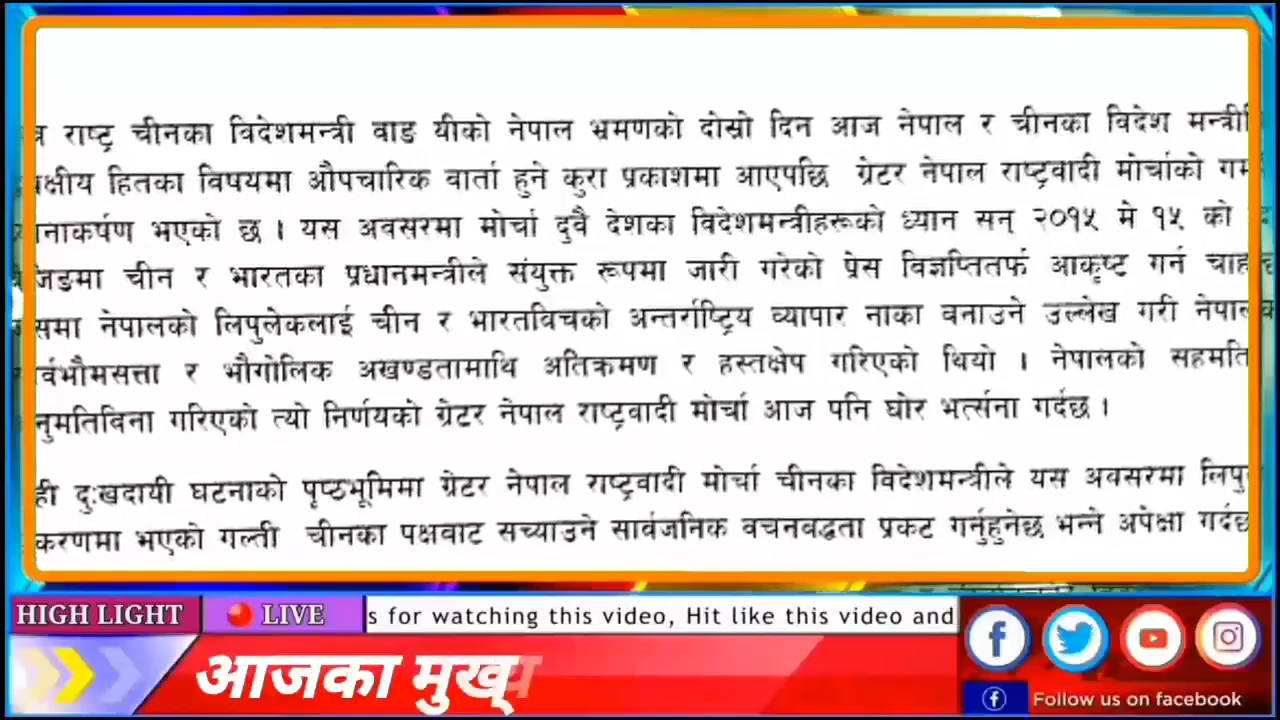 राष्ट्र चीनका विदेशमन्त्री वाङ यीको नेपाल भ्रमणको दोस्रो दिन आज नेपाल र चीनका विदेश
हितका विषयमा औपचारिक वार्ता हुने कुरा प्रकाशमा आएपछि ग्रेटर नेपाल राष्ट्रवादी मोर्चाको
भएको छ । यस अवसरमा मोर्चा दुवै देशका विदेशमन्त्रीहरूको ध्यान सन् २०१५ मे १५ को
चीन र भारतका प्रधानमन्त्रीले संयुक्त रूपमा जारी गरेको प्रेस विज्ञप्तितर्फ आकृष्ट गर्न
नेपालको लिपुलेकलाई चीन र भारतविचको अन्तर्राष्ट्रिय व्यापार नाका वनाउने उल्लेख गरी
र भौगोलिक अखण्डतामाथि अतिक्रमण र हस्तक्षेप गरिएको थियो । नेपालको सहमति
गरिएको त्यो निर्णयको ग्रेटर नेपाल राष्ट्रवादी मोर्चा आज पनि घोर भर्त्सना गर्दछ ।
ही दुःखदायी घटनाको पृष्ठभूमिमा ग्रेटर नेपाल राष्ट्रवादी मोर्चा चीनका विदेशमन्त्रीले यस अवसरमा
भएको गल्ती चीनका पक्षवाट सच्याउने सार्वजनिक वचनबद्धता प्रकट गर्नुहुनेछ भन्ने अपेक्षा गर्दछ
HIGH LIGHT
LIVE
s for watching this video, Hit like this video and
आजका मुख्य
Follow us on facebook